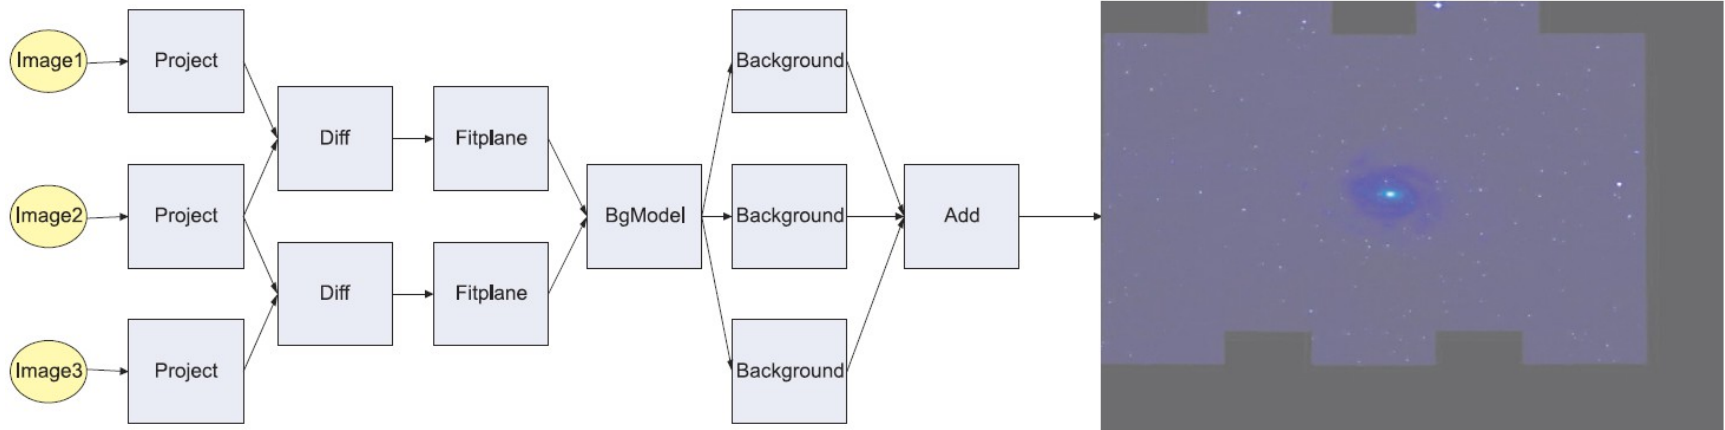 Image1
Project
Background
Diff
Fitplane
Image2
Project
BgModel
Background
Add
Diff
Fitplane
Image3
Project
Background